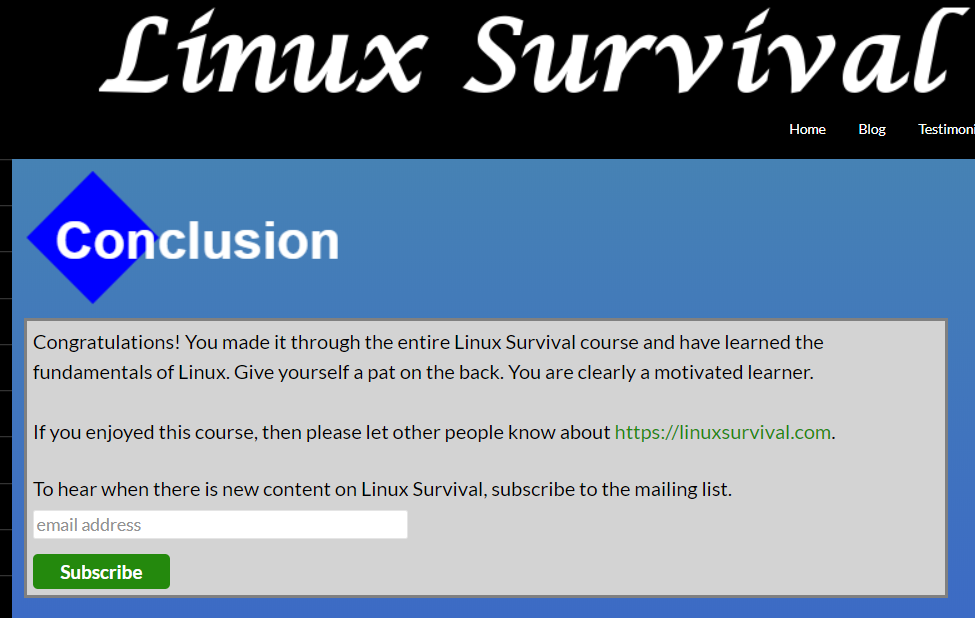 Linux Survival
Home Blog
Conclusion
Congratulations! You made it through the entire Linux Survival course and have learned the
fundamentals of Linux. Give yourself a pat on the back. You are clearly a motivated learner.
If you enjoyed this course, then please let other people know about https://linuxsurvival.com.
To hear when there is new content on Linux Survival, subscribe to the mailing list.
email address
Subscribe